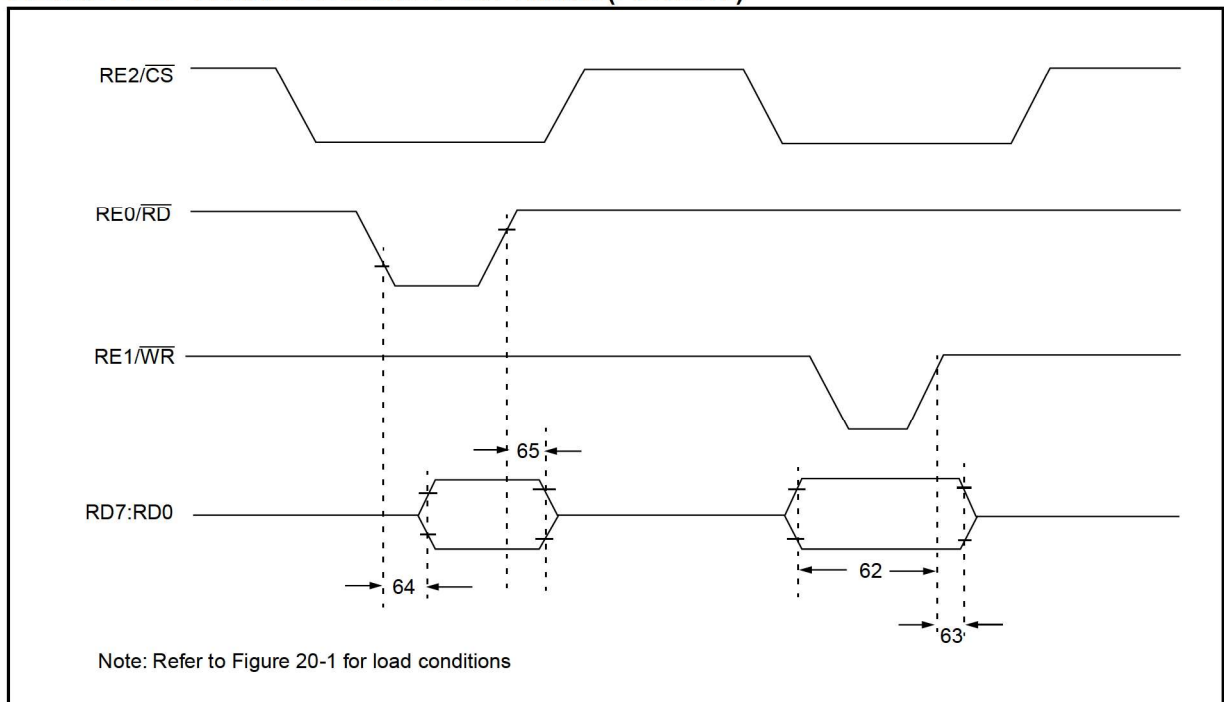 RE2/CS
RE0/RD
RE1/WR
65
RD7:RD0
62
64
63
Note: Refer to Figure 20-1 for load conditions